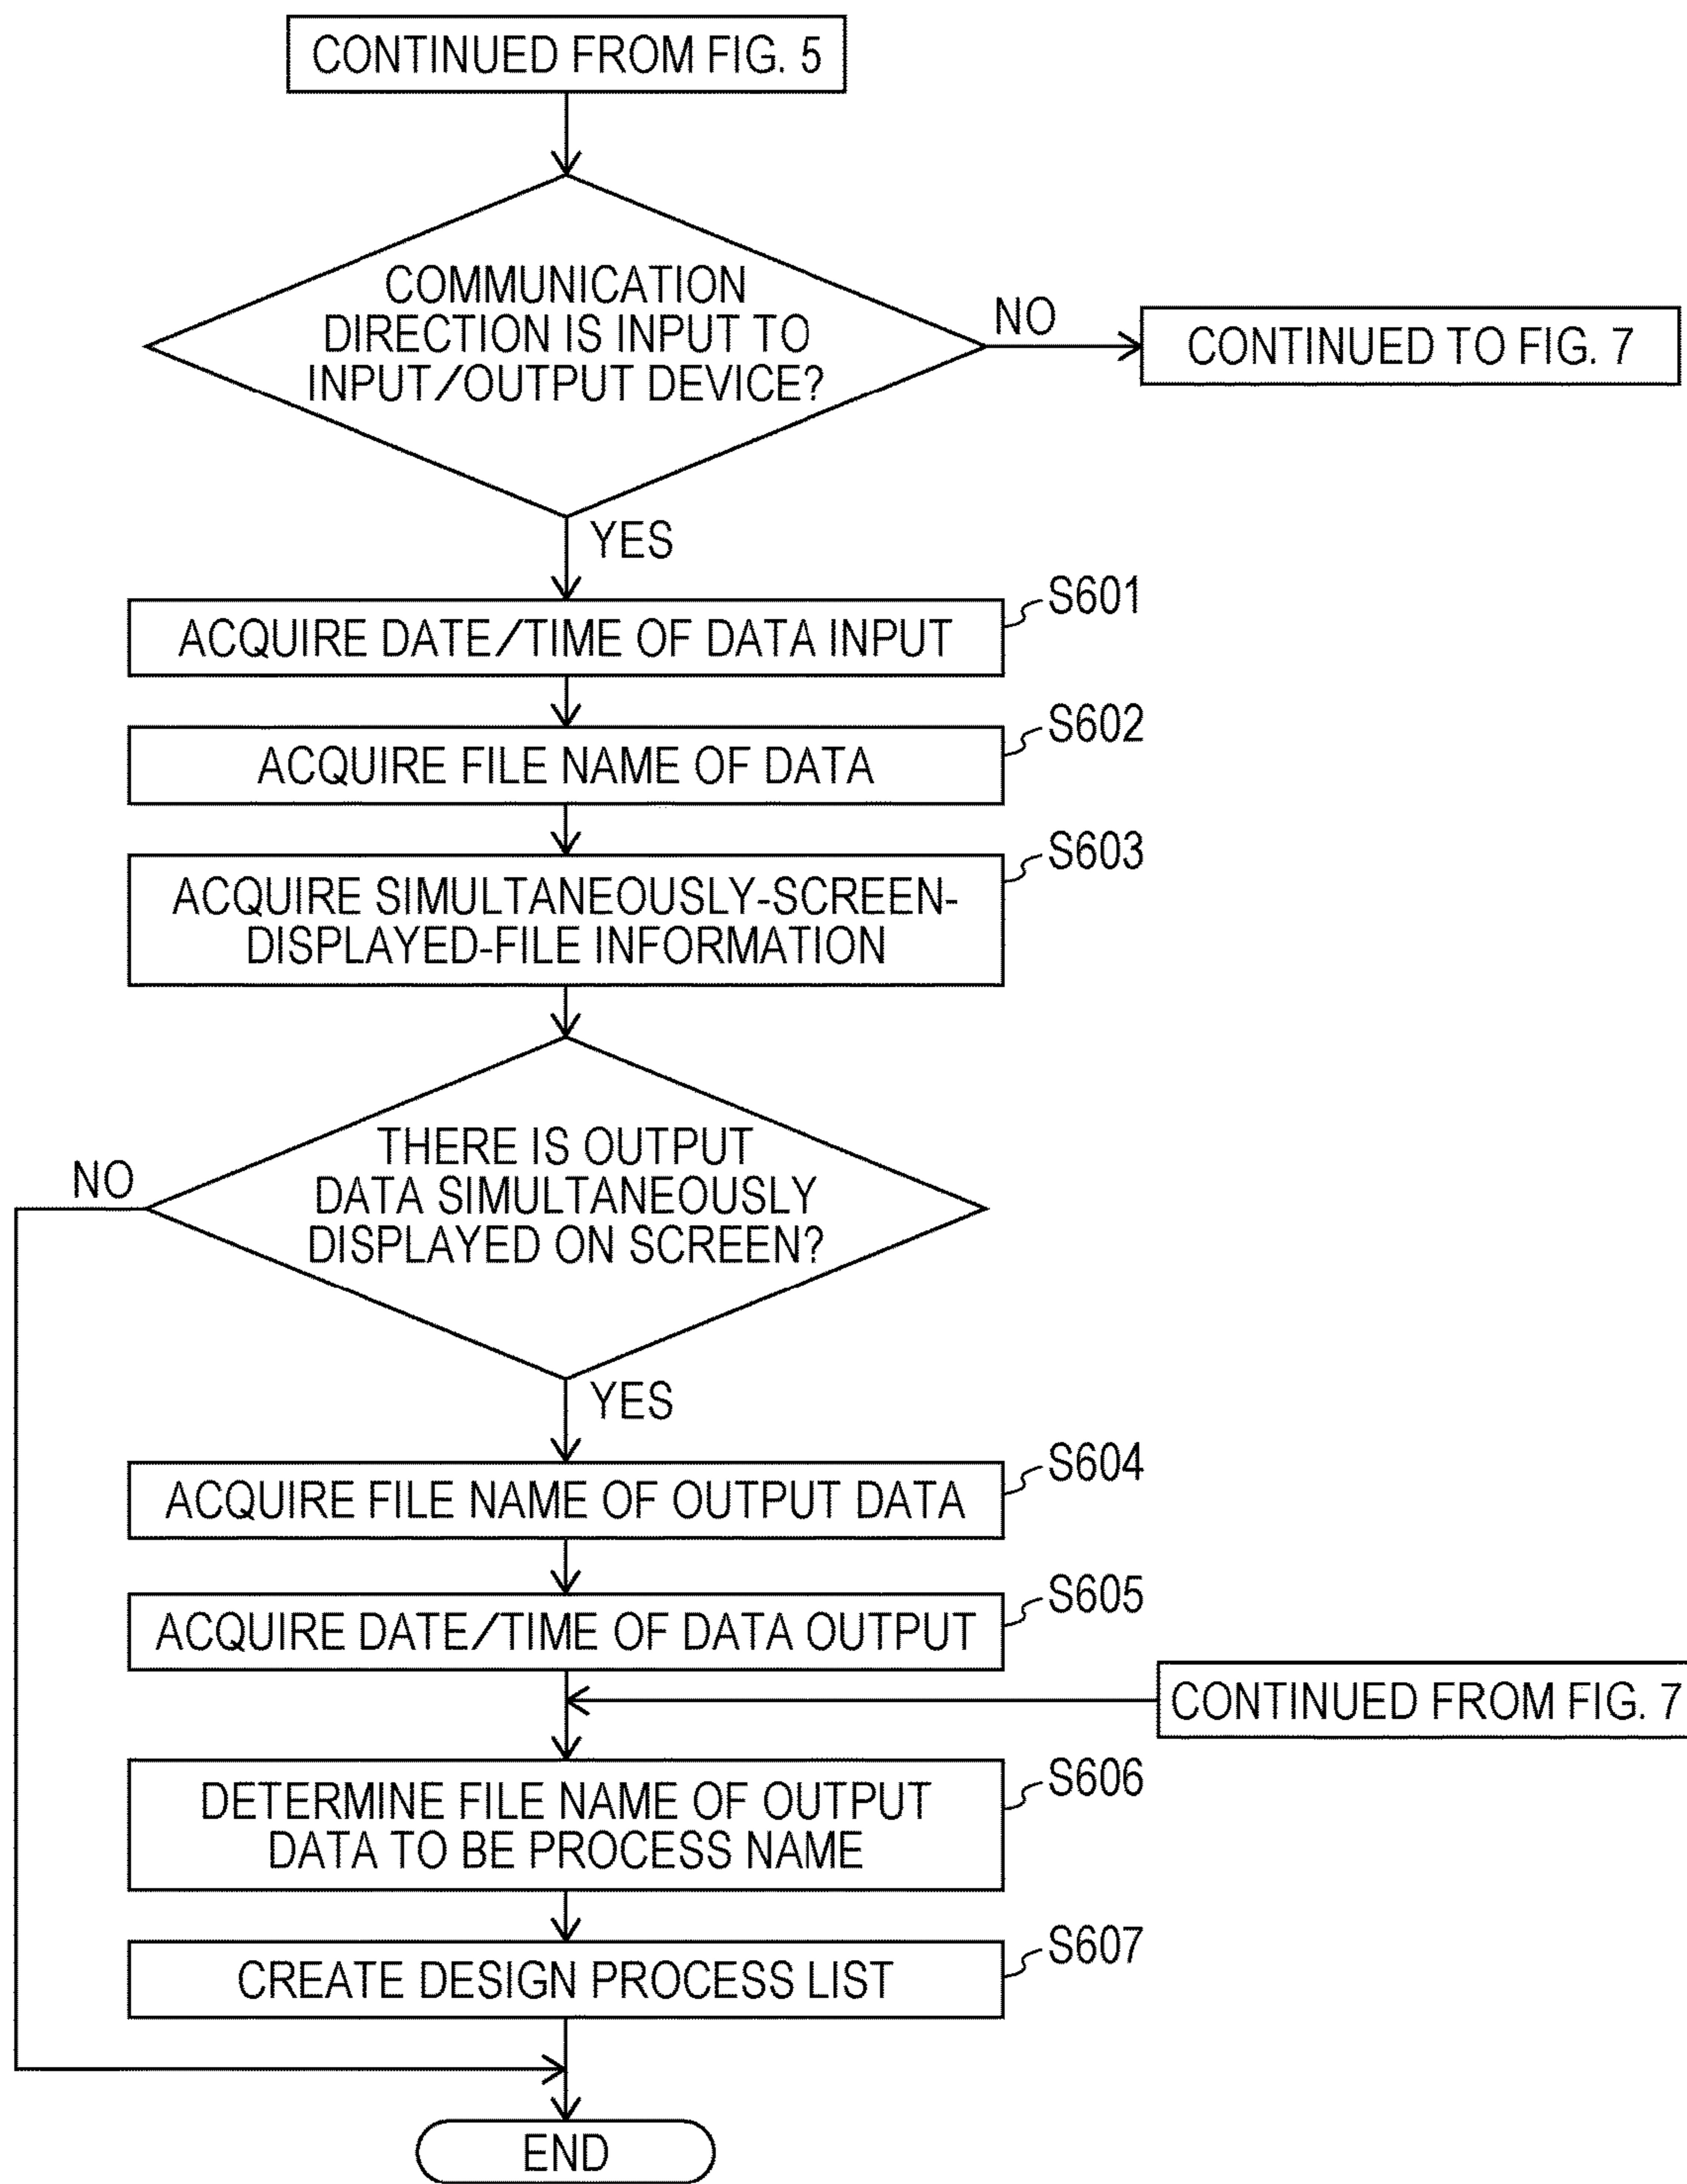 CONTINUED FROM FIG. 5
COMMUNICATION
DIRECTION IS INPUT TO
INPUT/OUTPUT DEVICE?
NO
CONTINUED TO FIG. 7
YES
S601
ACQUIRE DATE/TIME OF DATA INPUT
S602
ACQUIRE FILE NAME OF DATA
S603
ACQUIRE SIMULTANEOUSLY-SCREEN-
DISPLAYED-FILE INFORMATION
THERE IS OUTPUT
DATA SIMULTANEOUSLY
DISPLAYED ON SCREEN?
NO
YES
S604
ACQUIRE FILE NAME OF OUTPUT DATA
S605
ACQUIRE DATE/TIME OF DATA OUTPUT
CONTINUED FROM FIG. 7
S606
DETERMINE FILE NAME OF OUTPUT
DATA TO BE PROCESS NAME
S607
CREATE DESIGN PROCESS LIST
END